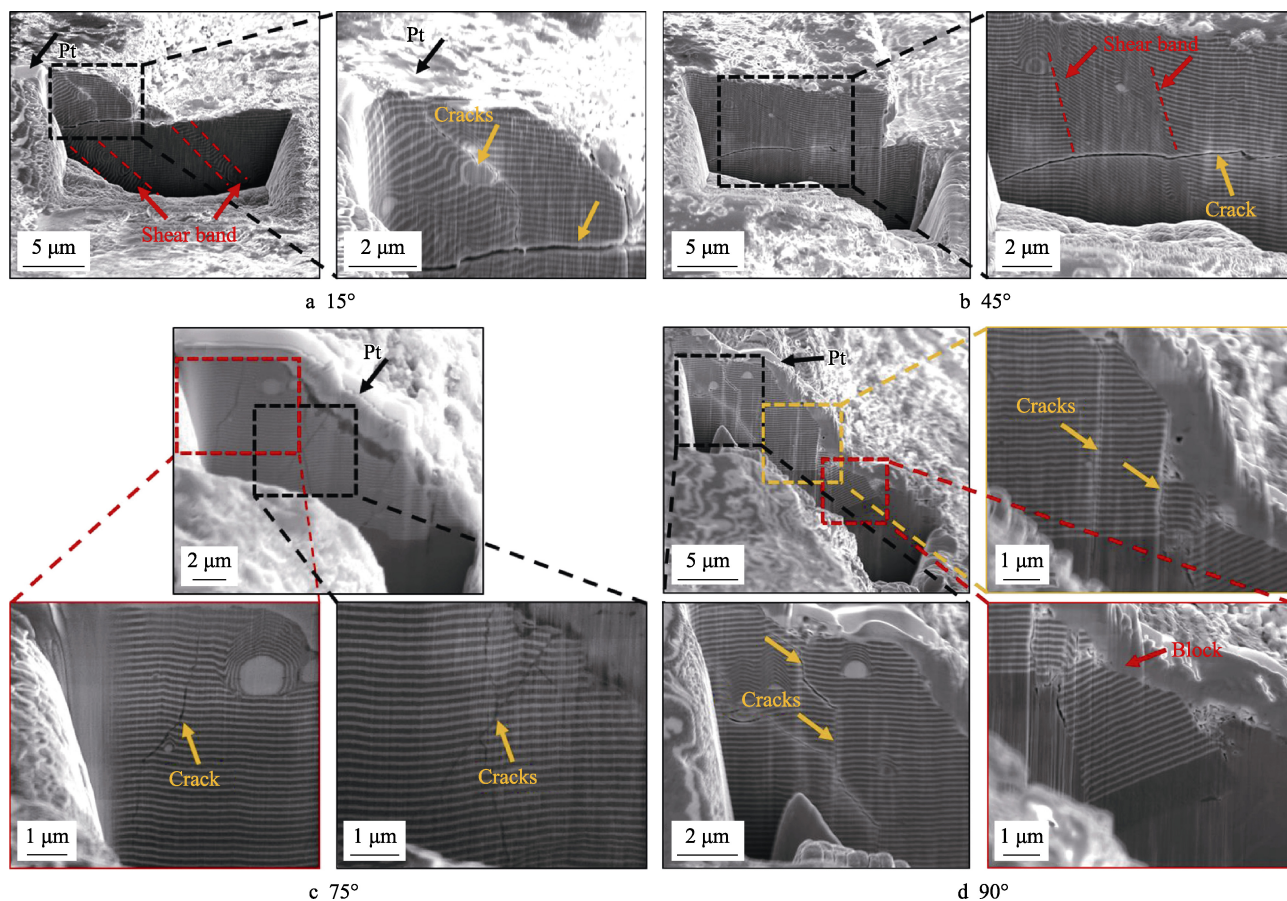 Pt
Shear band
5 μm
Pt
Cracks
2 μm
5 μm
Shear band
Crack
2 μm
a 15°
b 45°
Pt
2 μm
Crack
1 μm
Cracks
1 μm
c 75°
Pt
5 μm
Cracks
1 μm
Cracks
2 μm
Block
1 μm
d 90°